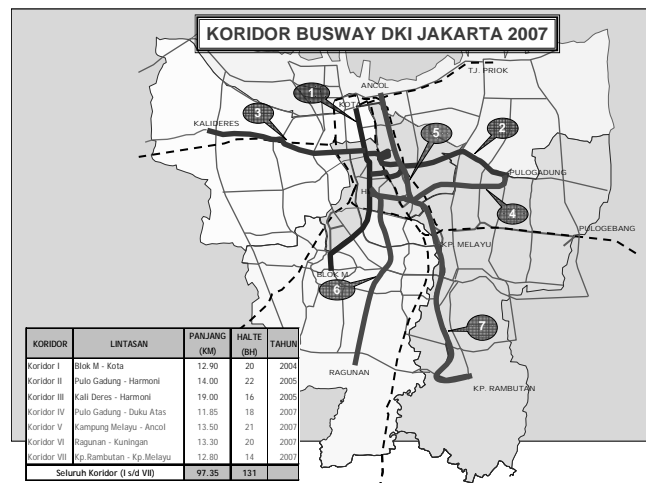 KORIDOR BUSWAY DKI JAKARTA 2007
ANCOL
TJ. PRIOK
1
KOTA
3
KALIDERES
5
2
PULOGADUNG
4
PULOGEBANG
KP. MELAYU
BLOK M
6
7
RAGUNAN
KP. RAMBUTAN
KORIDOR LINTASAN PANJANG (KM) HALTE (BH) TAHUN
Koridor I Blok M - Kota 12.90 20 2004
Koridor II Pulo Gadung - Harmoni 14.00 22 2005
Koridor III Kali Deres - Harmoni 19.00 16 2005
Koridor IV Pulo Gadung - Duku Atas 11.85 18 2007
Koridor V Kampung Melayu - Ancol 13.50 21 2007
Koridor VI Ragunan - Kuningan 13.30 20 2007
Koridor VII Kp.Rambutan - Kp.Melayu 12.80 14 2007
Seluruh Koridor (I s/d VII) 97.35 131